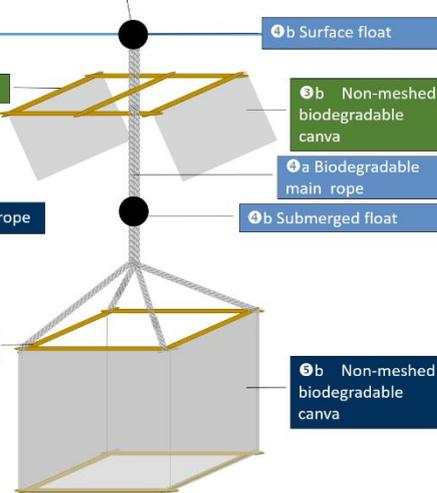 ❹b Surface float
❸b Non-meshed
biodegradable
canva
❹a Biodegradable
main rope
rope
❹b Submerged float
❺b Non-meshed
biodegradable
canva